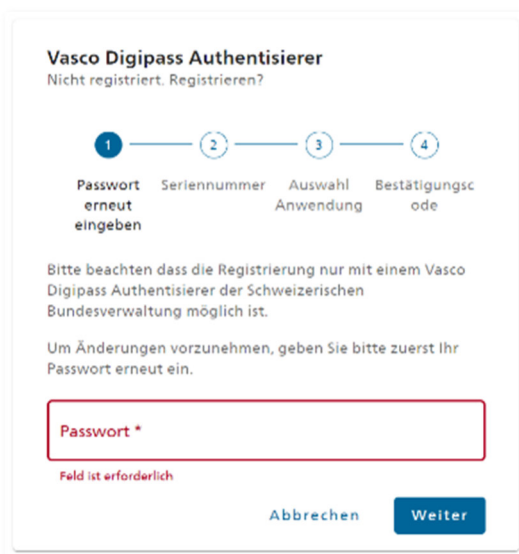 Vasco Digipass Authentisierer
Nicht registriert. Registrieren?
1 2 3 4
Passwort Seriennummer Auswahl Bestätigungsc
erneut Anwendung ode
eingeben
Bitte beachten dass die Registrierung nur mit einem Vasco
Digipass Authentisierer der Schweizerischen
Bundesverwaltung möglich ist.
Um Änderungen vorzunehmen, geben Sie bitte zuerst Ihr
Passwort erneut ein.
Passwort *
Feld ist erforderlich
Abbrechen Weiter